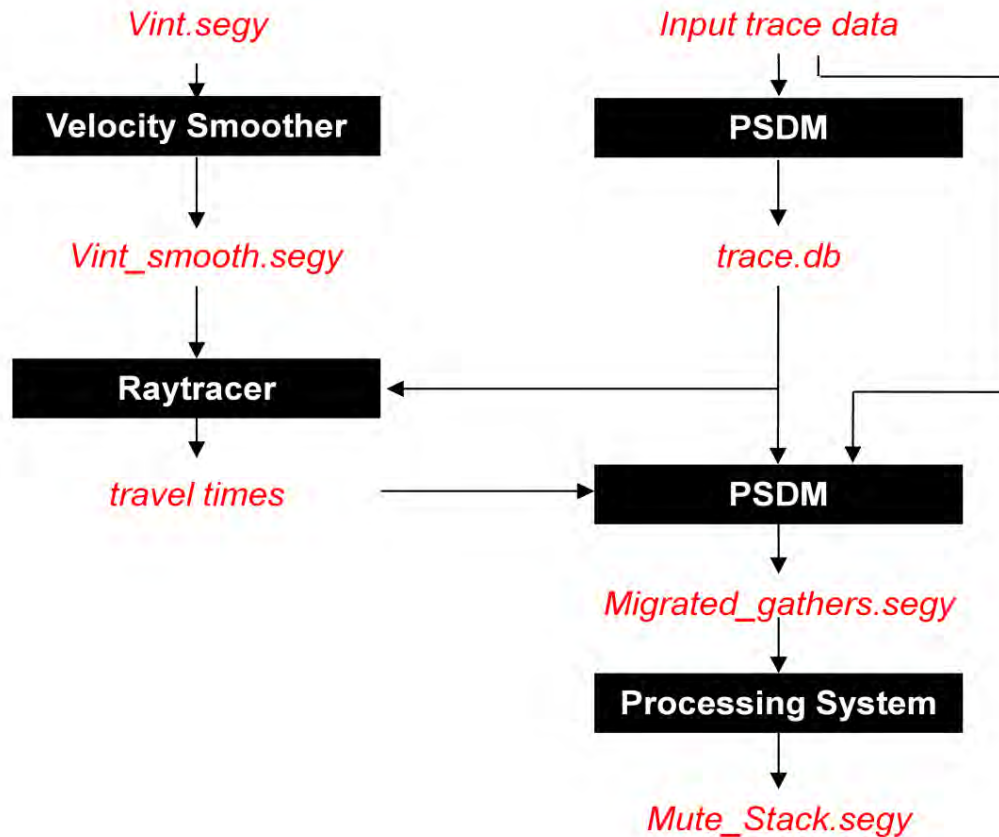 Vint.segy
Input trace data
Velocity Smoother
PSDM
Vint_smooth.segy
trace.db
Raytracer
travel times
PSDM
Migrated_gathers.segy
Processing System
Mute_Stack.segy